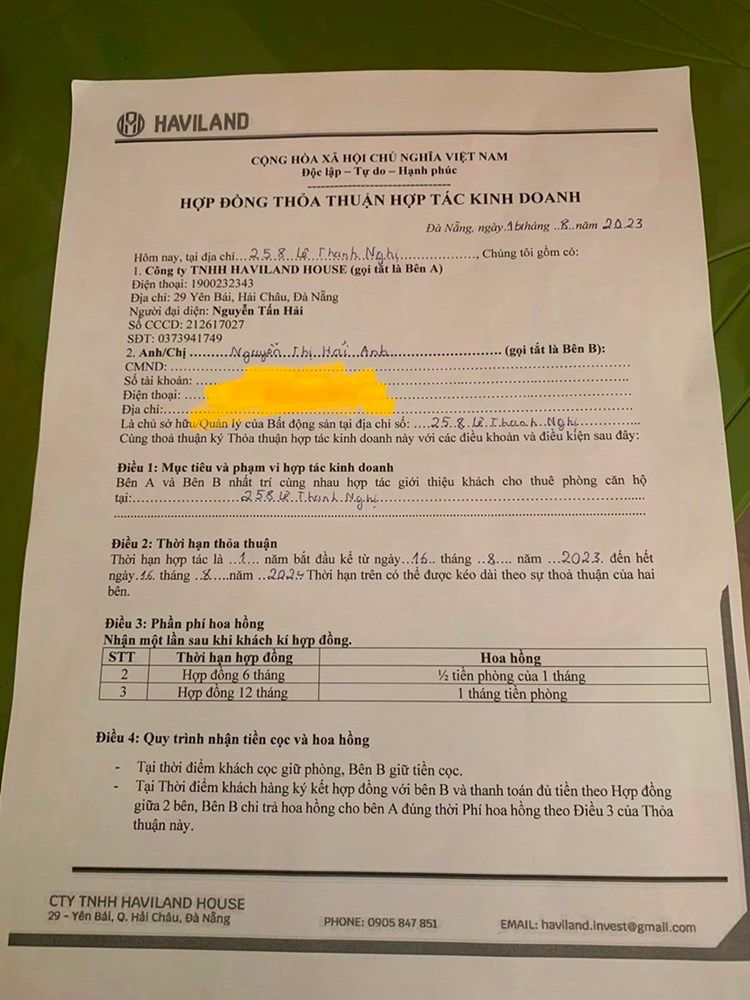 HAVILAND
CỘNG HÒA XÃ HỘI CHỦ NGHĨA VIỆT NAM
Độc lập – Tự do – Hạnh phúc
HỢP ĐỒNG THỎA THUẬN HỢP TÁC KINH DOANH
Đà Nẵng, ngày 16 tháng ..8..năm 2023
Hôm nay, tại địa chỉ....258 Lê Thanh Nghị..............., Chúng tôi gồm có:
1. Công ty TNHH HAVILAND HOUSE (gọi tắt là Bên A)
Điện thoại: 1900232343
Địa chỉ: 29 Yên Bái, Hải Châu, Đà Nẵng
Người đại diện: Nguyễn Tấn Hải
Số CCCD: 212617027
SĐT: 0373941749
2. Anh/Chị ........Nguyễn Thị Hải Anh............................ (gọi tắt là Bên B):
CMND:
Số tài khoản:
Điện thoại:
Địa chỉ:
Là chủ sở hữu/Quản lý của Bất động sản tại địa chỉ số: ....258 Lê Thanh Nghị......
Cùng thoả thuận ký Thỏa thuận hợp tác kinh doanh này với các điều khoản và điều kiện sau đây:
Điều 1: Mục tiêu và phạm vi hợp tác kinh doanh
Bên A và Bên B nhất trí cùng nhau hợp tác giới thiệu khách cho thuê phòng căn hộ
tại:....................258 Lê Thanh Nghị..............................
Điều 2: Thời hạn thỏa thuận
Thời hạn hợp tác là ...1.... năm bắt đầu kể từ ngày..16.. tháng ..8.... năm ...2023. đến hết
ngày.16. tháng ..8....năm ..2024 Thời hạn trên có thể được kéo dài theo sự thoả thuận của hai
bên.
Điều 3: Phần phí hoa hồng
Nhận một lần sau khi khách kí hợp đồng.
STT Thời hạn hợp đồng Hoa hồng
2 Hợp đồng 6 tháng ½ tiền phòng của 1 tháng
3 Hợp đồng 12 tháng 1 tháng tiền phòng
Điều 4: Quy trình nhận tiền cọc và hoa hồng
- Tại thời điểm khách cọc giữ phòng, Bên B giữ tiền cọc.
- Tại Thời điểm khách hàng ký kết hợp đồng với bên B và thanh toán đủ tiền theo Hợp đồng
giữa 2 bên, Bên B chi trả hoa hồng cho bên A đúng thời Phí hoa hồng theo Điều 3 của Thỏa
thuận này.
CTY TNHH HAVILAND HOUSE
29 - Yên Bái, Q. Hải Châu, Đà Nẵng
PHONE: 0905 847 851
EMAIL: haviland.invest@gmail.com